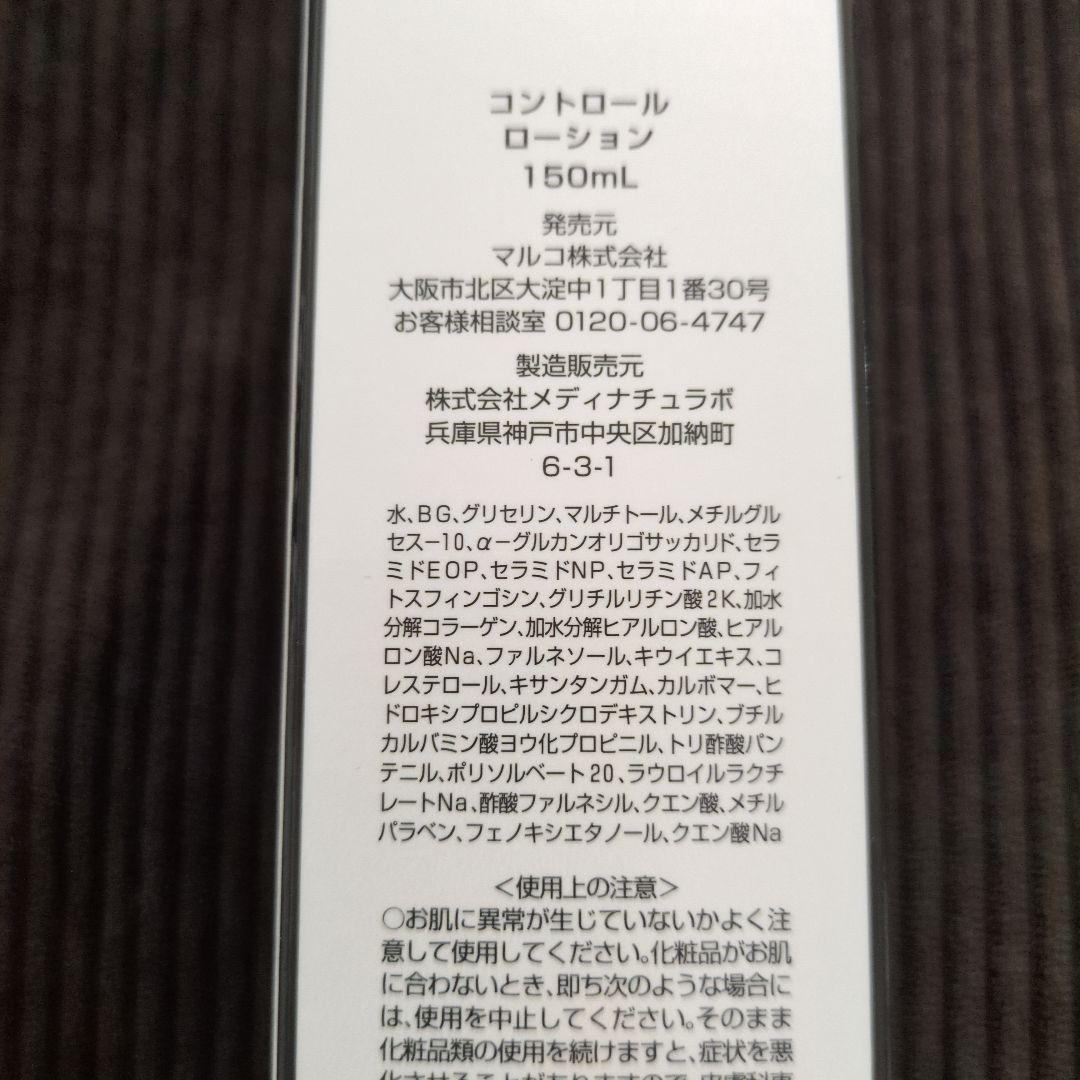 コントロール
ローション
150mL
発売元
マルコ株式会社
大阪市北区大淀中1丁目1番30号
お客様相談室 0120-06-4747
製造販売元
株式会社メディナチュラボ
兵庫県神戸市中央区加納町
6-3-1
水、BG、グリセリン、マルチトール、メチルグル
セス−10、α−グルカンオリゴサッカリド、セラ
ミドEOP、セラミドNP、セラミドAP、フィ
トスフィンゴシン、グリチルリチン酸2K、加水
分解コラーゲン、加水分解ヒアルロン酸、ヒアル
ロン酸Na、ファルネソール、キウイエキス、コ
レステロール、キサンタンガム、カルボマー、ヒ
ドロキシプロピルシクロデキストリン、ブチル
カルバミン酸ヨウ化プロピニル、トリ酢酸パン
テニル、ポリソルベート20、ラウロイルラクチ
レートNa、酢酸ファルネシル、クエン酸、メチル
パラベン、フェノキシエタノール、クエン酸Na
＜使用上の注意＞
○お肌に異常が生じていないかよく注
意して使用してください。化粧品がお肌
に合わないとき、即ち次のような場合に
は、使用を中止してください。そのまま
化粧品類の使用を続けますと、症状を悪
化させることがありますので、皮膚科専